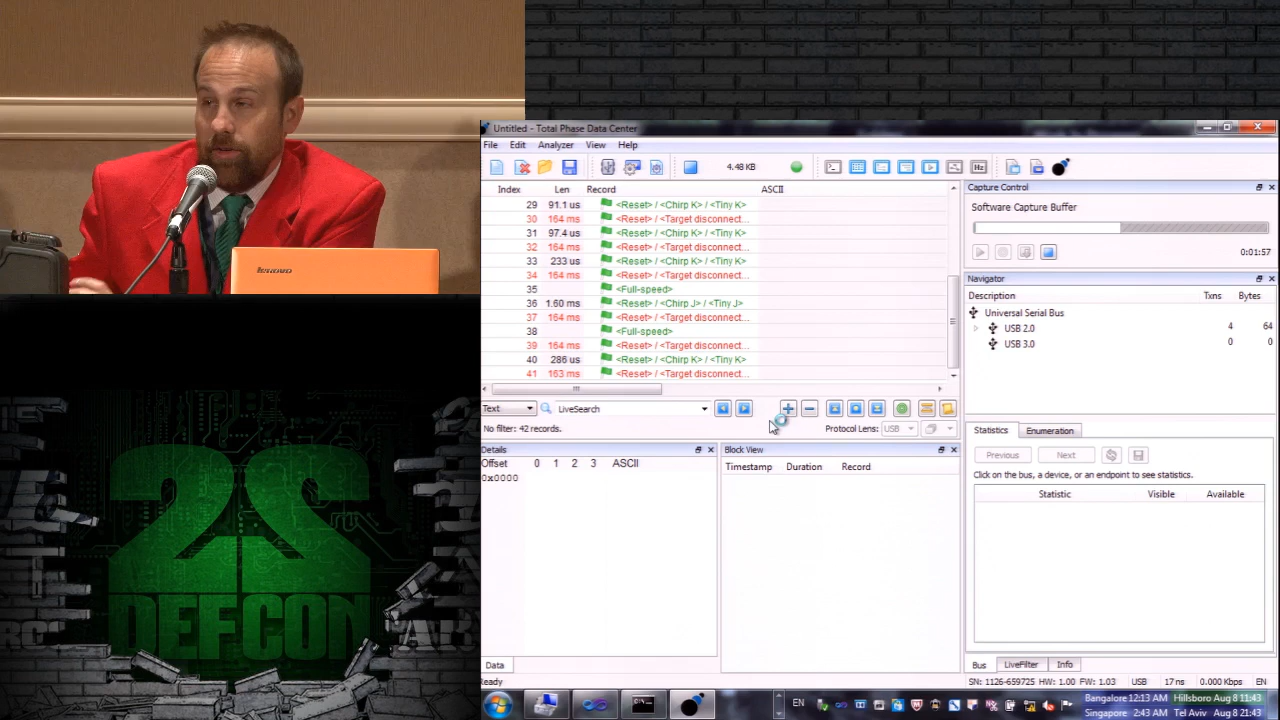 Untitled - Total Phase Data Center
File Edit Analyzer View Help
4.48 KB
Index Len Record ASCII
29 91.1 us <Reset> / <Chirp K> / <Tiny K>
30 164 ms <Reset> / <Target disconnect...
31 97.4 us <Reset> / <Chirp K> / <Tiny K>
32 164 ms <Reset> / <Target disconnect...
33 233 us <Reset> / <Chirp K> / <Tiny K>
34 164 ms <Reset> / <Target disconnect...
35 <Full-speed>
36 1.60 ms <Reset> / <Chirp J> / <Tiny J>
37 164 ms <Reset> / <Target disconnect...
38 <Full-speed>
39 164 ms <Reset> / <Target disconnect...
40 286 us <Reset> / <Chirp K> / <Tiny K>
41 163 ms <Reset> / <Target disconnect...
Text LiveSearch
No filter: 42 records. Protocol Lens: USB
Details
Offset 0 1 2 3 ASCII
0x0000
Data
Ready
Block View
Timestamp Duration Record
Capture Control
Software Capture Buffer
0:01:57
Navigator
Description Txns Bytes
Universal Serial Bus
USB 2.0 4 64
USB 3.0 0 0
Statistics Enumeration
Previous Next
Click on the bus, a device, or an endpoint to see statistics.
Statistic Visible Available
Bus LiveFilter Info
SN: 1126-659725 HW: 1.00 FW: 1.03 USB 17 ns 0.000 Kbps EN
EN
Bangalore 12:13 AM Hillsboro Aug 8 11:43
Singapore 2:43 AM Tel Aviv Aug 8 21:43
lenovo
22
DEFCON